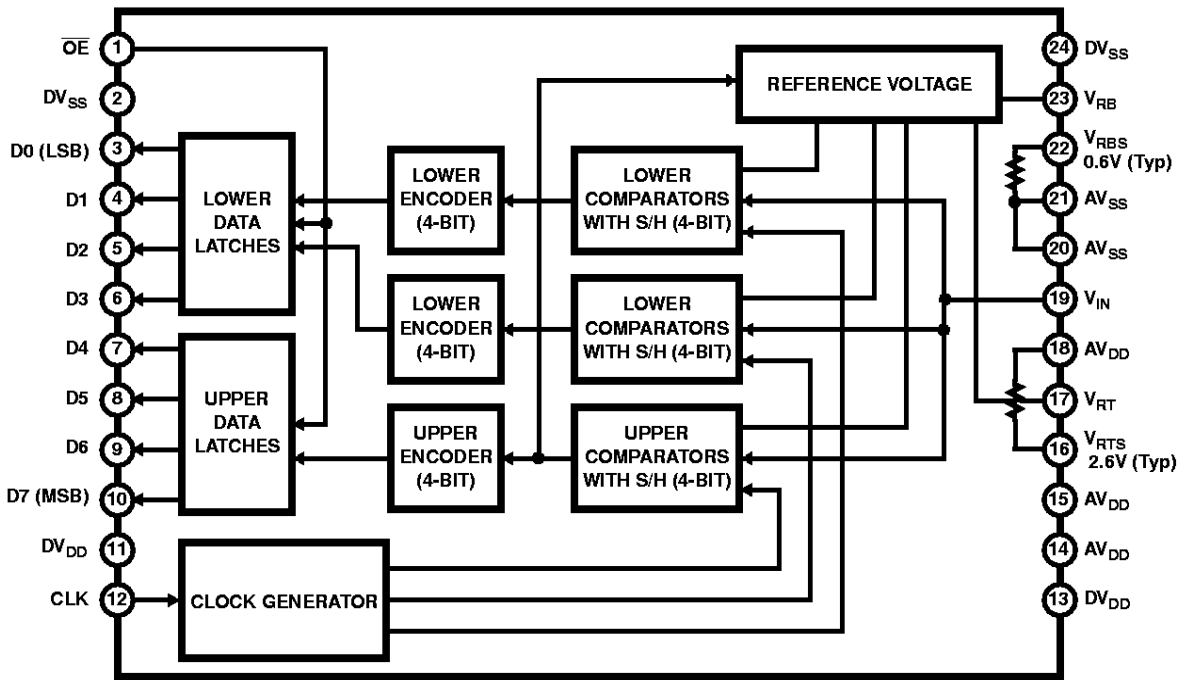 OE
1
DVSS
2
D0 (LSB)
3
D1
4
D2
5
D3
6
D4
7
D5
8
D6
9
D7 (MSB)
10
DVDD
11
CLK
12
LOWER
DATA
LATCHES
UPPER
DATA
LATCHES
CLOCK GENERATOR
LOWER
ENCODER
(4-BIT)
LOWER
ENCODER
(4-BIT)
UPPER
ENCODER
(4-BIT)
REFERENCE VOLTAGE
LOWER
COMPARATORS
WITH S/H (4-BIT)
LOWER
COMPARATORS
WITH S/H (4-BIT)
UPPER
COMPARATORS
WITH S/H (4-BIT)
24
DVSS
23
VRB
22
VRBS
0.6V (Typ)
21
AVSS
20
AVSS
19
VIN
18
AVDD
17
VRT
16
VRTS
2.6V (Typ)
15
AVDD
14
AVDD
13
DVDD